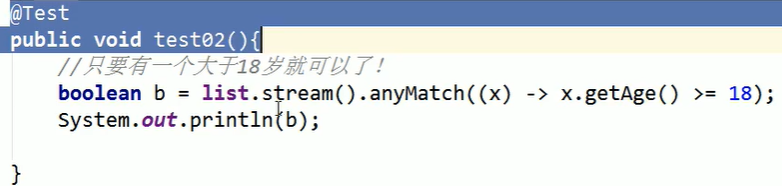 @Test
public void test02(){
//只要有一个大于18岁就可以了!
boolean b = list.stream().anyMatch((x) -> x.getAge() >= 18);
System.out.println(b);
}